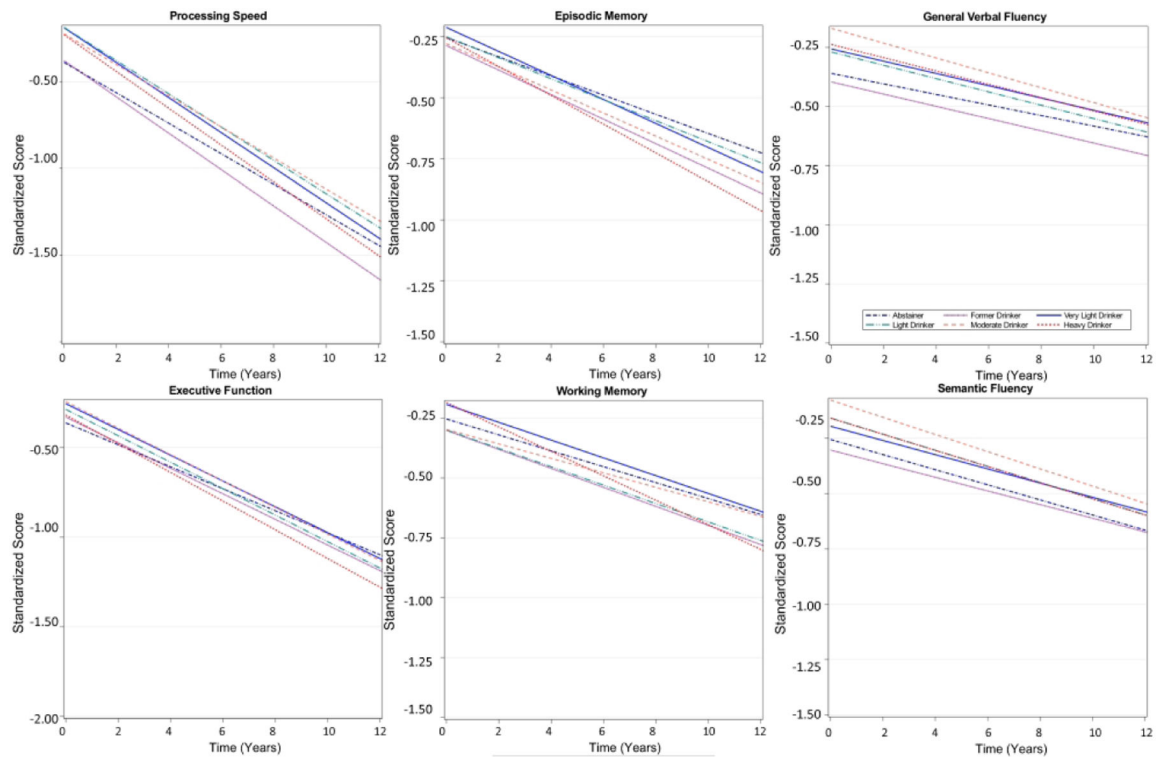 Processing Speed
Standardized Score
-0.50
-1.00
-1.50
0 2 4 6 8 10 12
Time (Years)
Episodic Memory
Standardized Score
-0.25
-0.50
-0.75
-1.00
-1.25
-1.50
0 2 4 6 8 10 12
Time (Years)
General Verbal Fluency
Standardized Score
-0.25
-0.50
-0.75
-1.00
-1.25
-1.50
Abstainer Former Drinker Very Light Drinker
Light Drinker Moderate Drinker Heavy Drinker
0 2 4 6 8 10 12
Time (Years)
Executive Function
Standardized Score
-0.50
-1.00
-1.50
-2.00
0 2 4 6 8 10 12
Time (Years)
Working Memory
Standardized Score
-0.25
-0.50
-0.75
-1.00
-1.25
-1.50
0 2 4 6 8 10 12
Time (Years)
Semantic Fluency
Standardized Score
-0.25
-0.50
-0.75
-1.00
-1.25
-1.50
0 2 4 6 8 10 12
Time (Years)